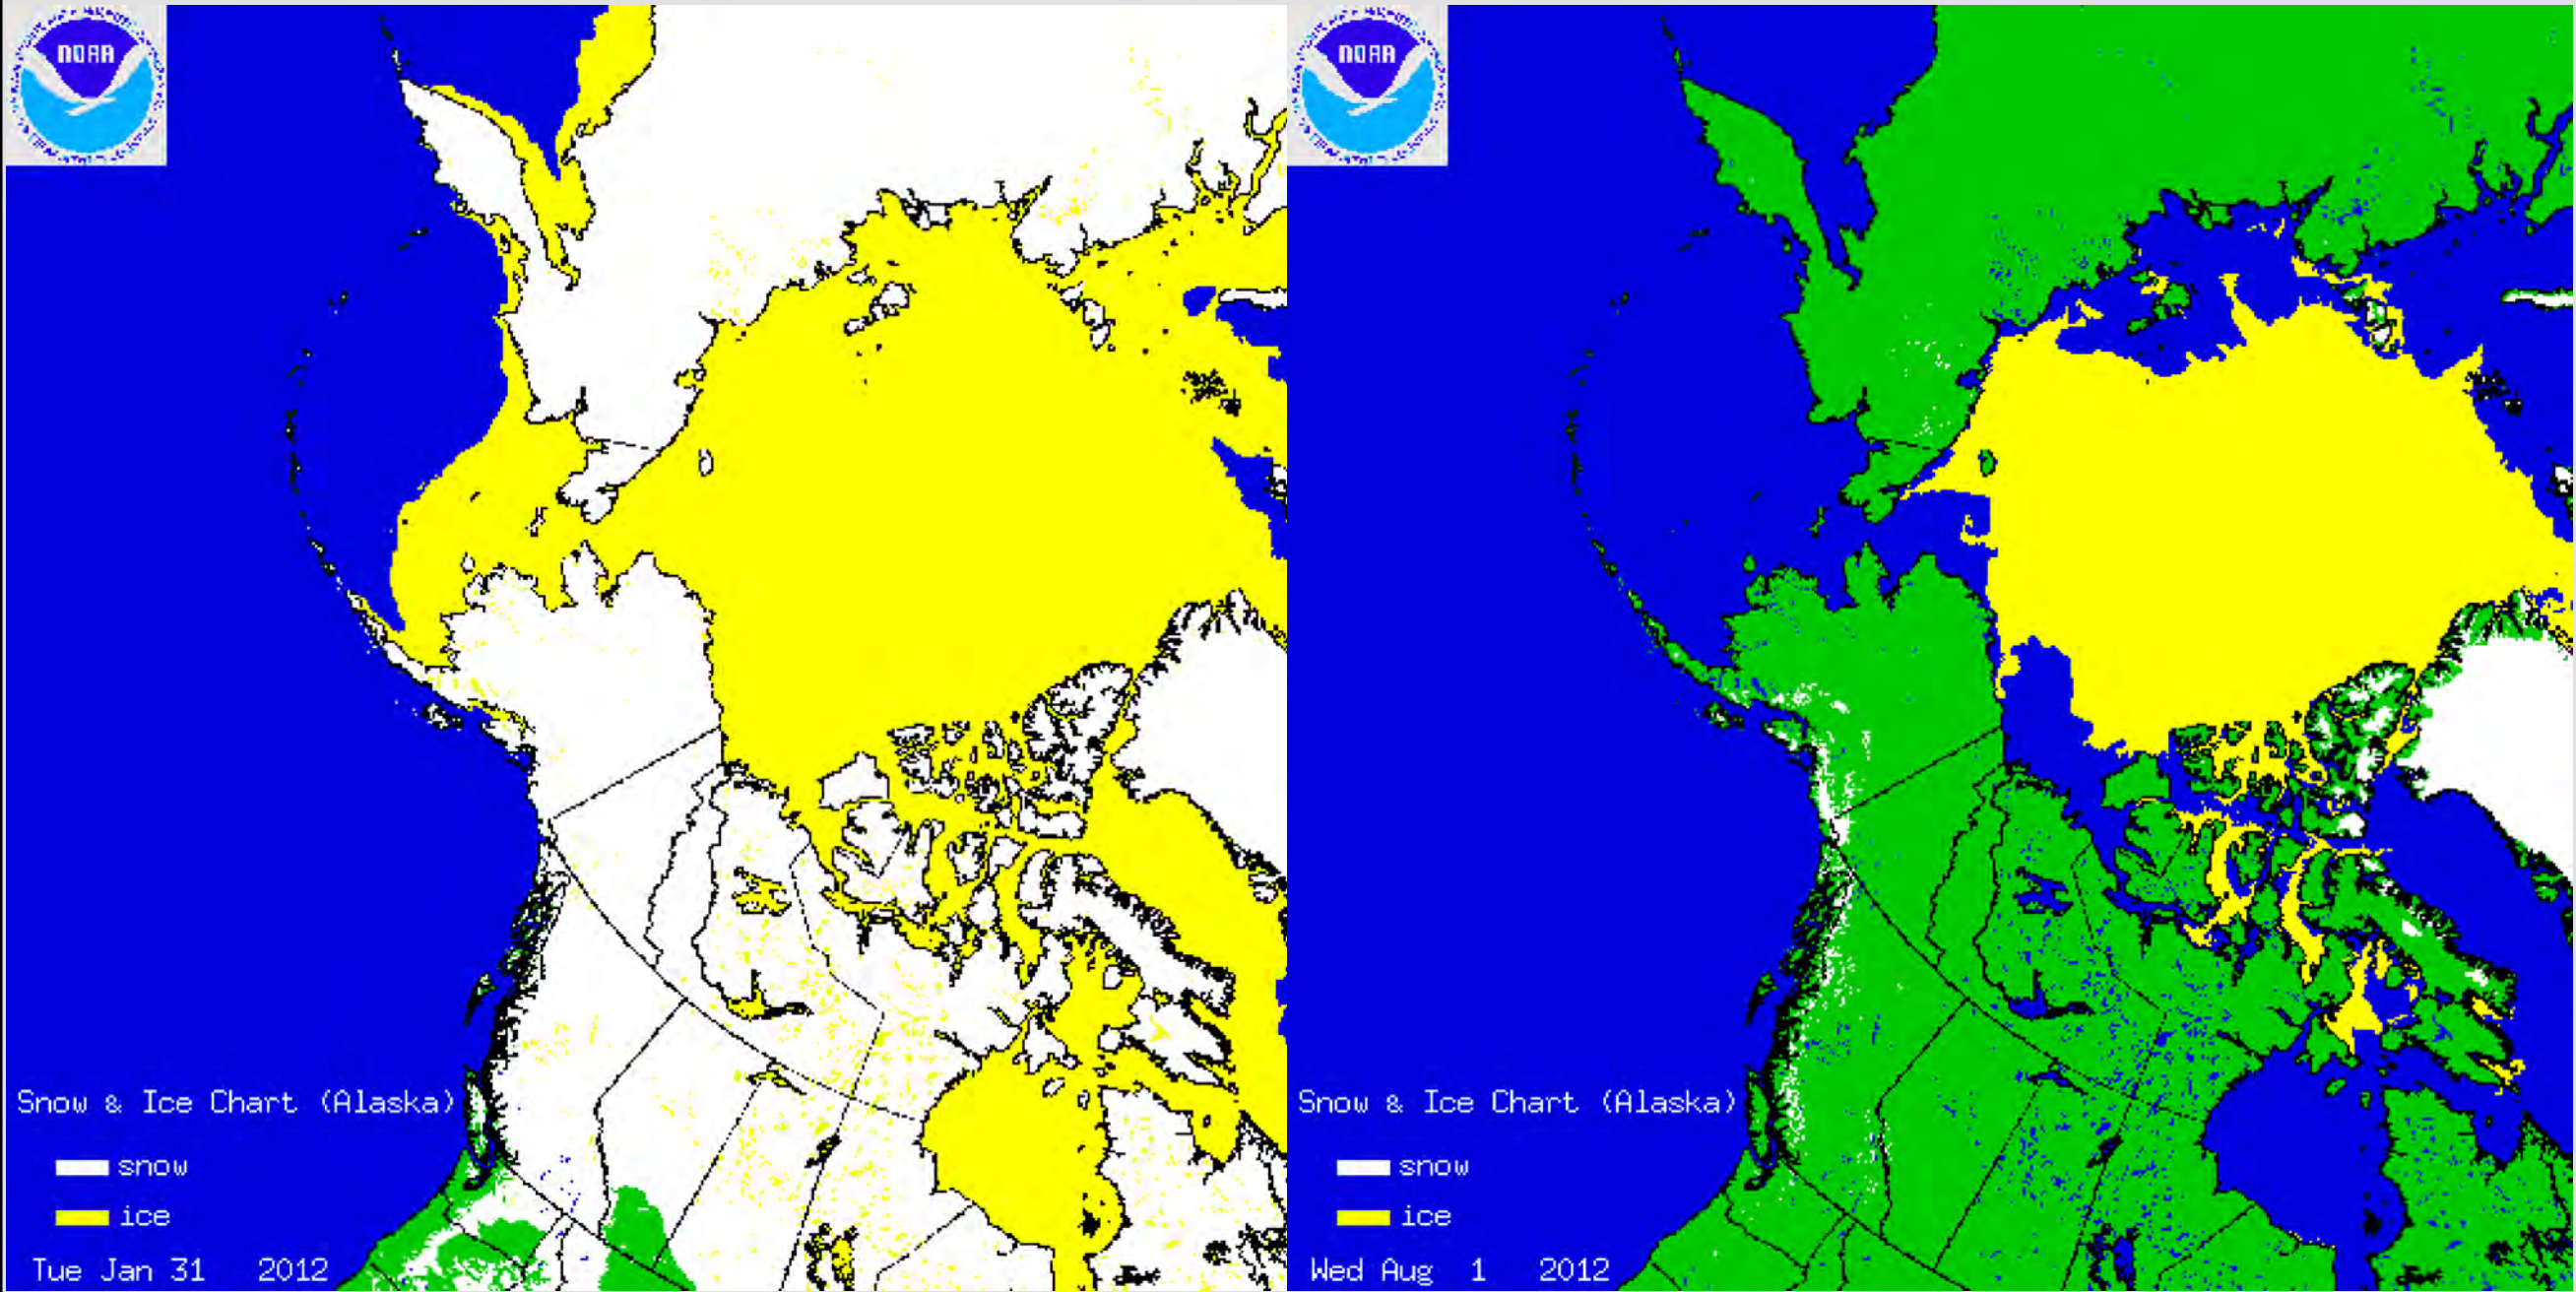 NOAA
Snow & Ice Chart (Alaska)
snow
ice
Tue Jan 31 2012
NOAA
Snow & Ice Chart (Alaska)
snow
ice
Wed Aug 1 2012